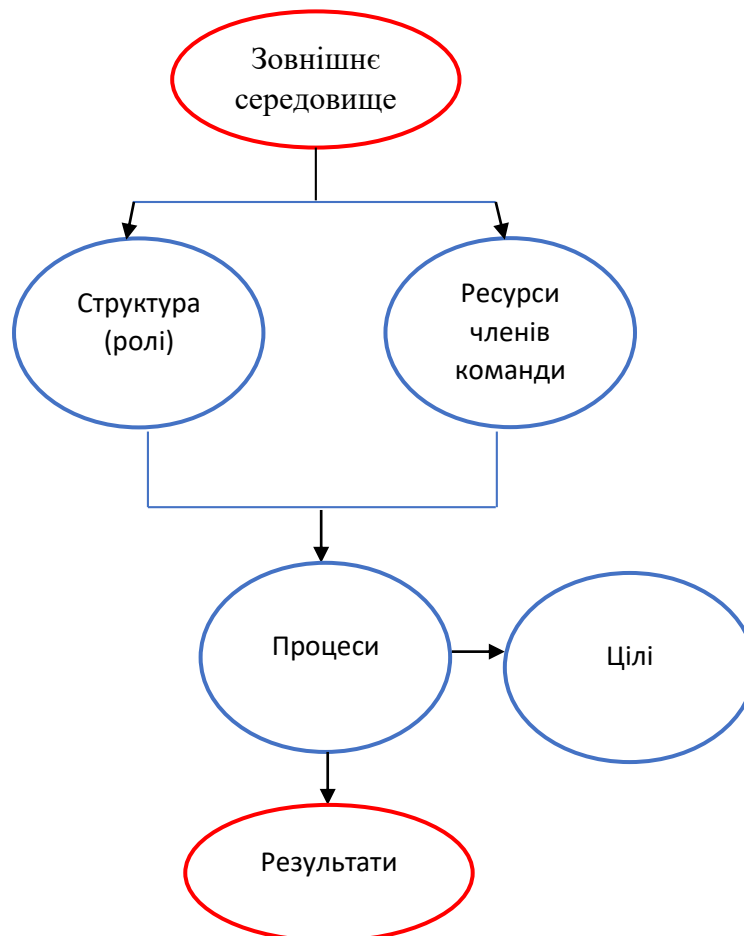 Зовнішнє
середовище
Структура
(ролі)
Ресурси
членів
команди
Процеси
Цілі
Результати